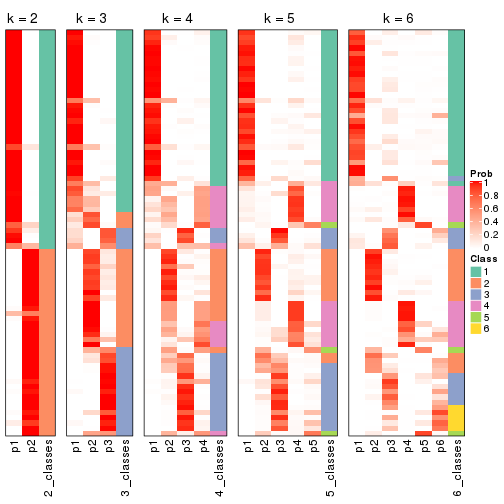 k = 2
k = 3
k = 4
k = 5
k = 6
p1
p2
2_classes
p1
p2
p3
3_classes
p1
p2
p3
p4
4_classes
p1
p2
p3
p4
p5
5_classes
p1
p2
p3
p4
p5
p6
6_classes
Prob
1
0.8
0.6
0.4
0.2
0
Class
1
2
3
4
5
6